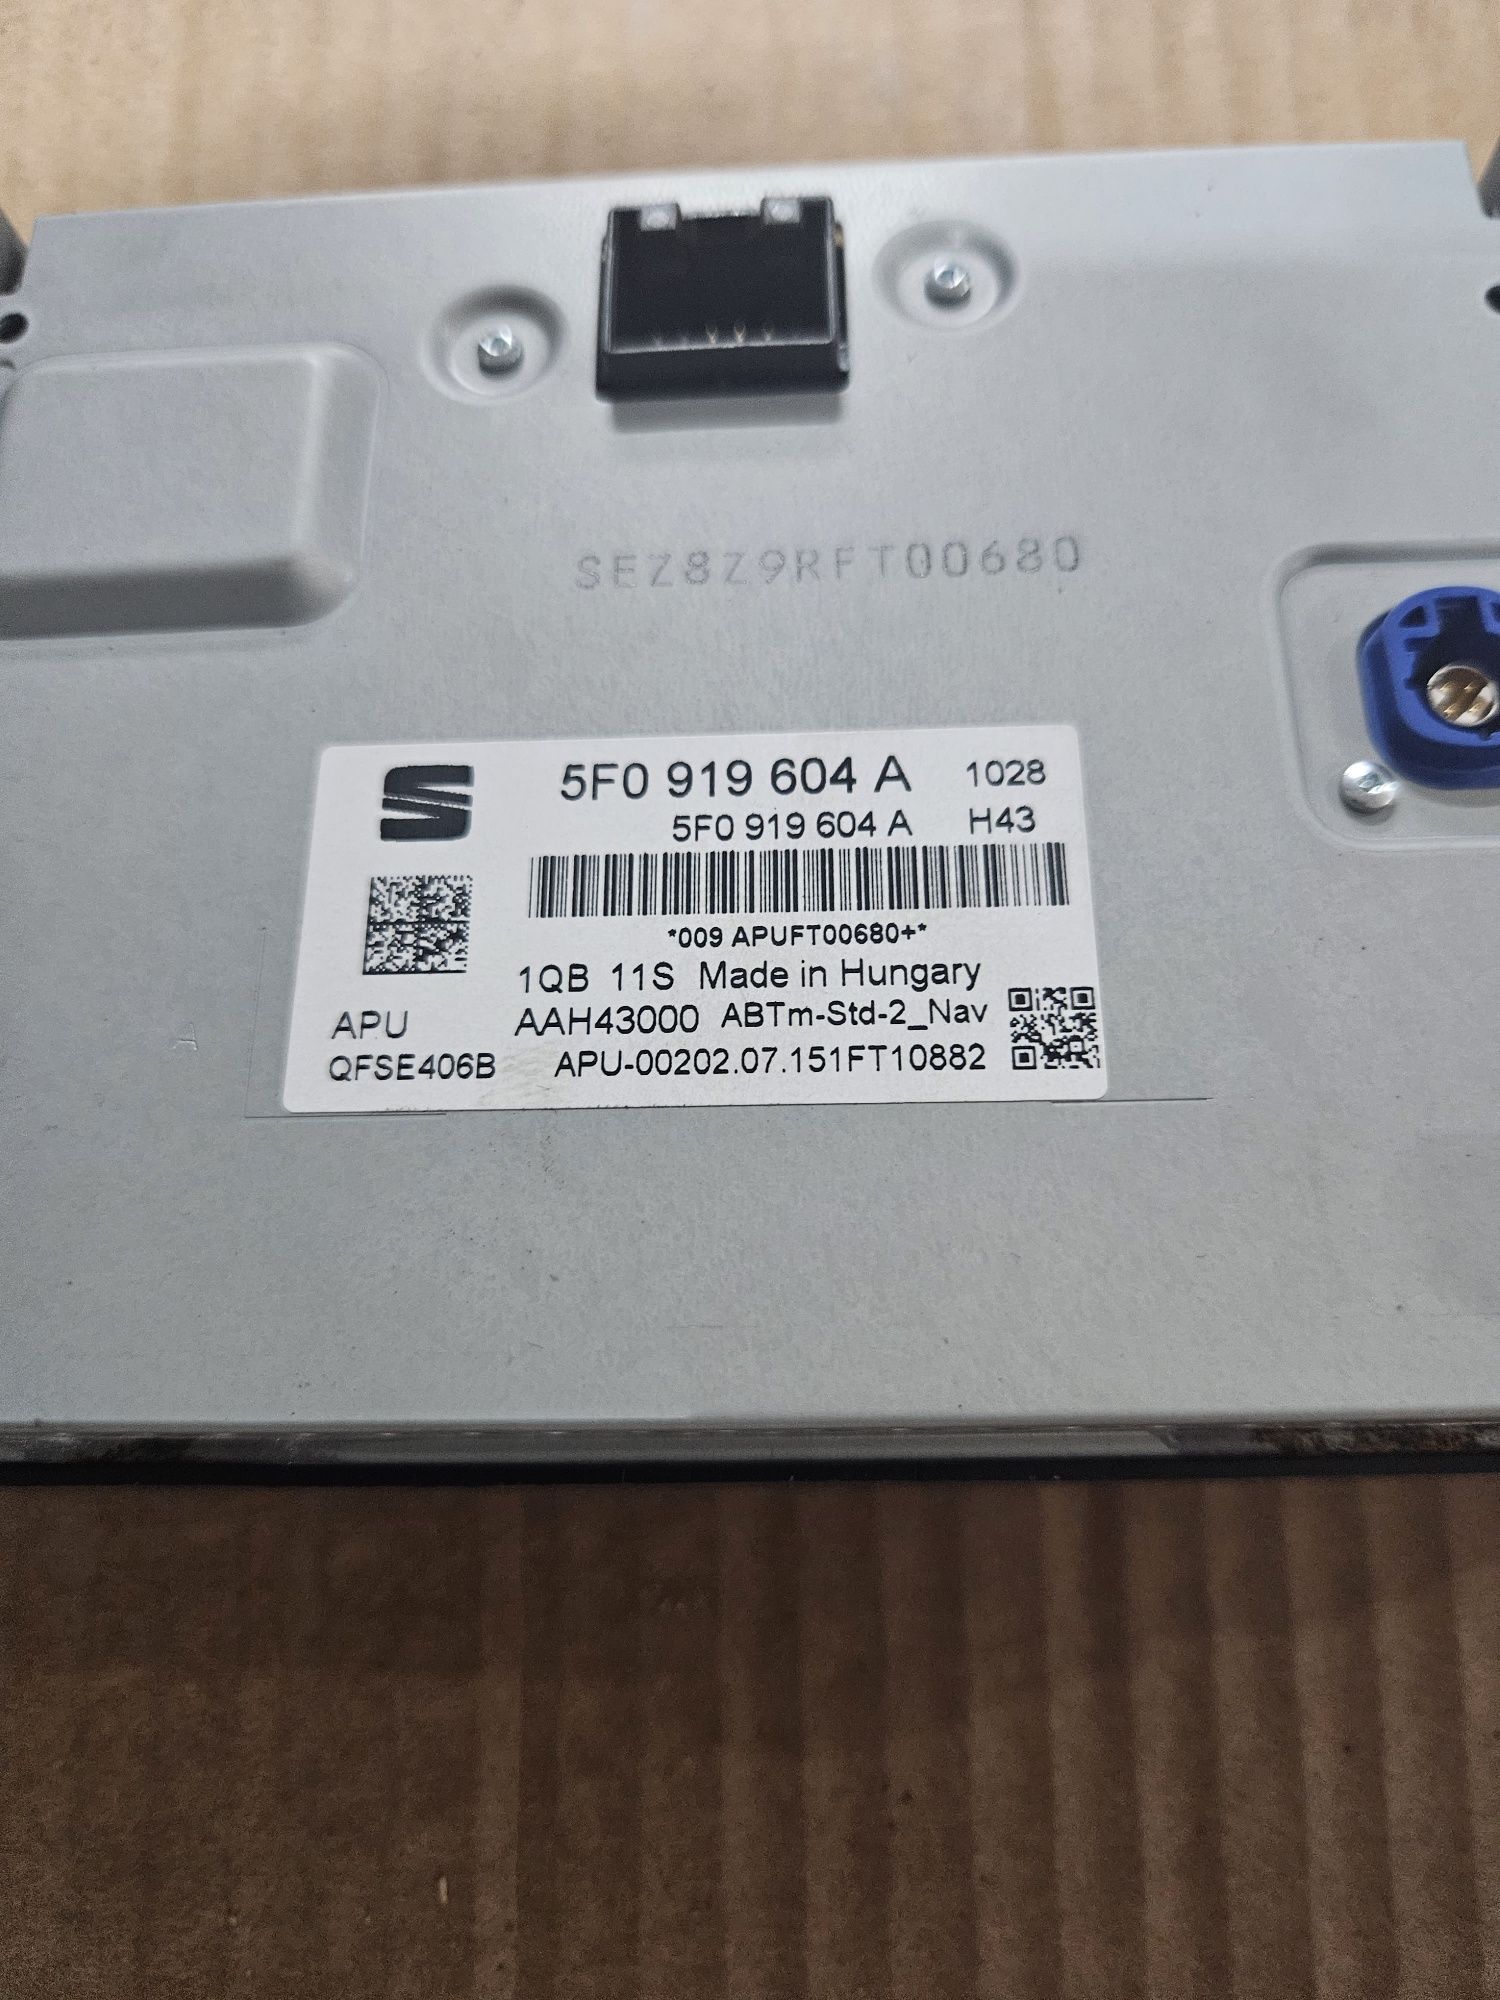 SEZ8Z9RFT00680
5F0 919 604 A 1028
5F0 919 604 A H43
*009 APUFT00680+*
1QB 11S Made in Hungary
APU AAH43000 ABTm-Std-2_Nav
QFSE406B APU-00202.07.151FT10882